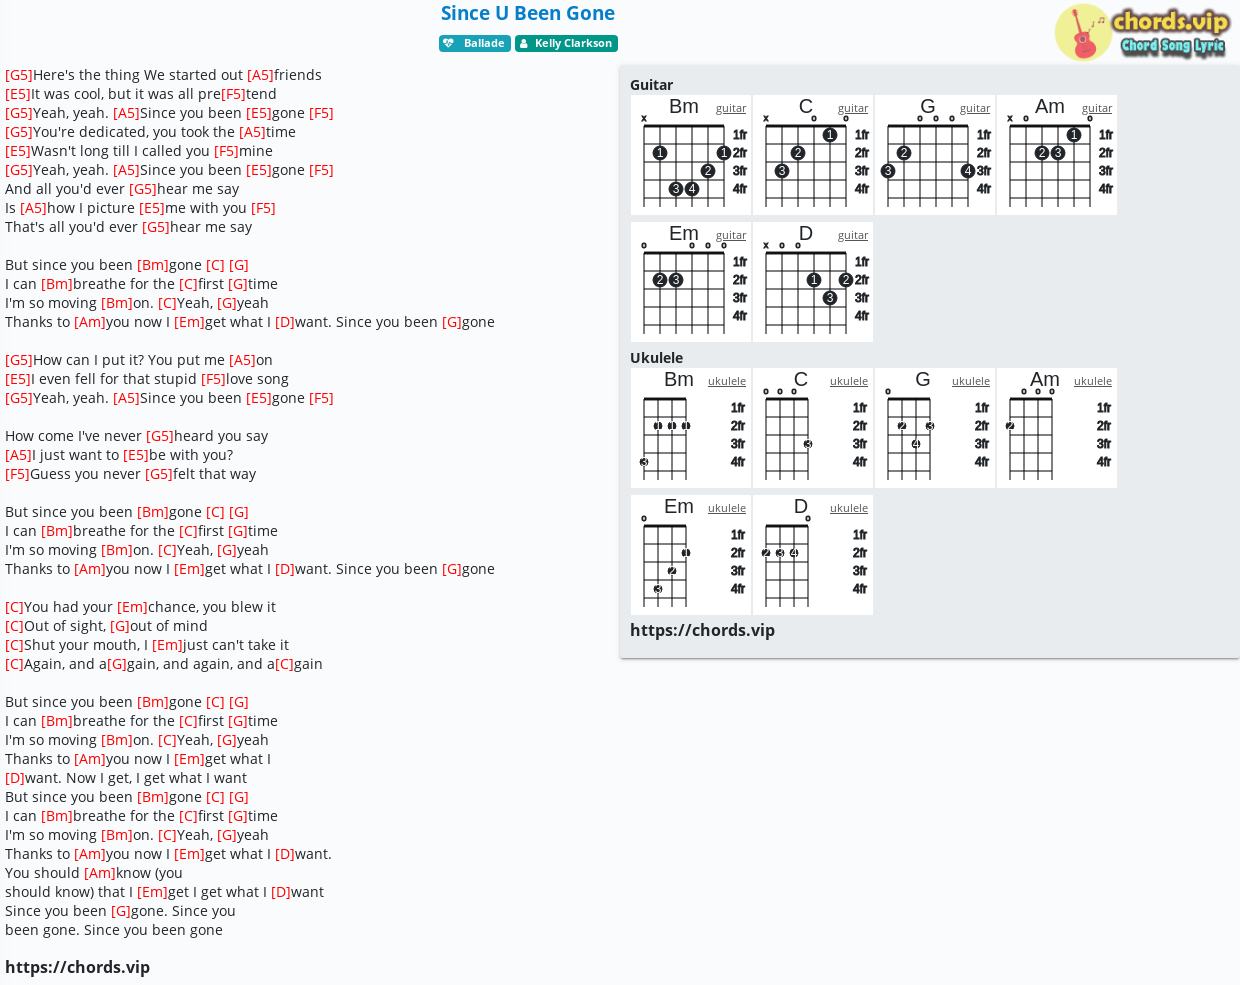 Since U Been Gone
Ballade Kelly Clarkson
chords.vip
Chord Song Lyric
[G5]Here's the thing We started out [A5]friends
[E5]It was cool, but it was all pre[F5]tend
[G5]Yeah, yeah. [A5]Since you been [E5]gone [F5]
[G5]You're dedicated, you took the [A5]time
[E5]Wasn't long till I called you [F5]mine
[G5]Yeah, yeah. [A5]Since you been [E5]gone [F5]
And all you'd ever [G5]hear me say
Is [A5]how I picture [E5]me with you [F5]
That's all you'd ever [G5]hear me say

But since you been [Bm]gone [C] [G]
I can [Bm]breathe for the [C]first [G]time
I'm so moving [Bm]on. [C]Yeah, [G]yeah
Thanks to [Am]you now I [Em]get what I [D]want. Since you been [G]gone

[G5]How can I put it? You put me [A5]on
[E5]I even fell for that stupid [F5]love song
[G5]Yeah, yeah. [A5]Since you been [E5]gone [F5]

How come I've never [G5]heard you say
[A5]I just want to [E5]be with you?
[F5]Guess you never [G5]felt that way

But since you been [Bm]gone [C] [G]
I can [Bm]breathe for the [C]first [G]time
I'm so moving [Bm]on. [C]Yeah, [G]yeah
Thanks to [Am]you now I [Em]get what I [D]want. Since you been [G]gone

[C]You had your [Em]chance, you blew it
[C]Out of sight, [G]out of mind
[C]Shut your mouth, I [Em]just can't take it
[C]Again, and a[G]gain, and again, and a[C]gain

But since you been [Bm]gone [C] [G]
I can [Bm]breathe for the [C]first [G]time
I'm so moving [Bm]on. [C]Yeah, [G]yeah
Thanks to [Am]you now I [Em]get what I
[D]want. Now I get, I get what I want
But since you been [Bm]gone [C] [G]
I can [Bm]breathe for the [C]first [G]time
I'm so moving [Bm]on. [C]Yeah, [G]yeah
Thanks to [Am]you now I [Em]get what I [D]want.
You should [Am]know (you
should know) that I [Em]get I get what I [D]want
Since you been [G]gone. Since you
been gone. Since you been gone

https://chords.vip
Guitar
Bm guitar C guitar G guitar Am guitar
x x o o o o o x o o
1fr 1 1fr 1fr 1 1fr
1 1 2fr 2 2fr 2 2fr 2 3 2fr
2 3fr 3 3fr 3 4 3fr 3fr
3 4 4fr 4fr 4fr 4fr
Em guitar D guitar
o o o o x o o
1fr 1fr
2 3 2fr 1 2 2fr
3fr 3 3fr
4fr 4fr
Ukulele
Bm ukulele C ukulele G ukulele Am ukulele
o o o o o o o
1fr 1fr 1fr 1fr
1 1 1 2fr 2fr 2 3 2fr 2 2fr
3fr 3 3fr 4 3fr 3fr
3 4fr 4fr 4fr 4fr
Em ukulele D ukulele
o o
1fr 1fr
1 2fr 2 3 4 2fr
2 3fr 3fr
3 4fr 4fr
https://chords.vip